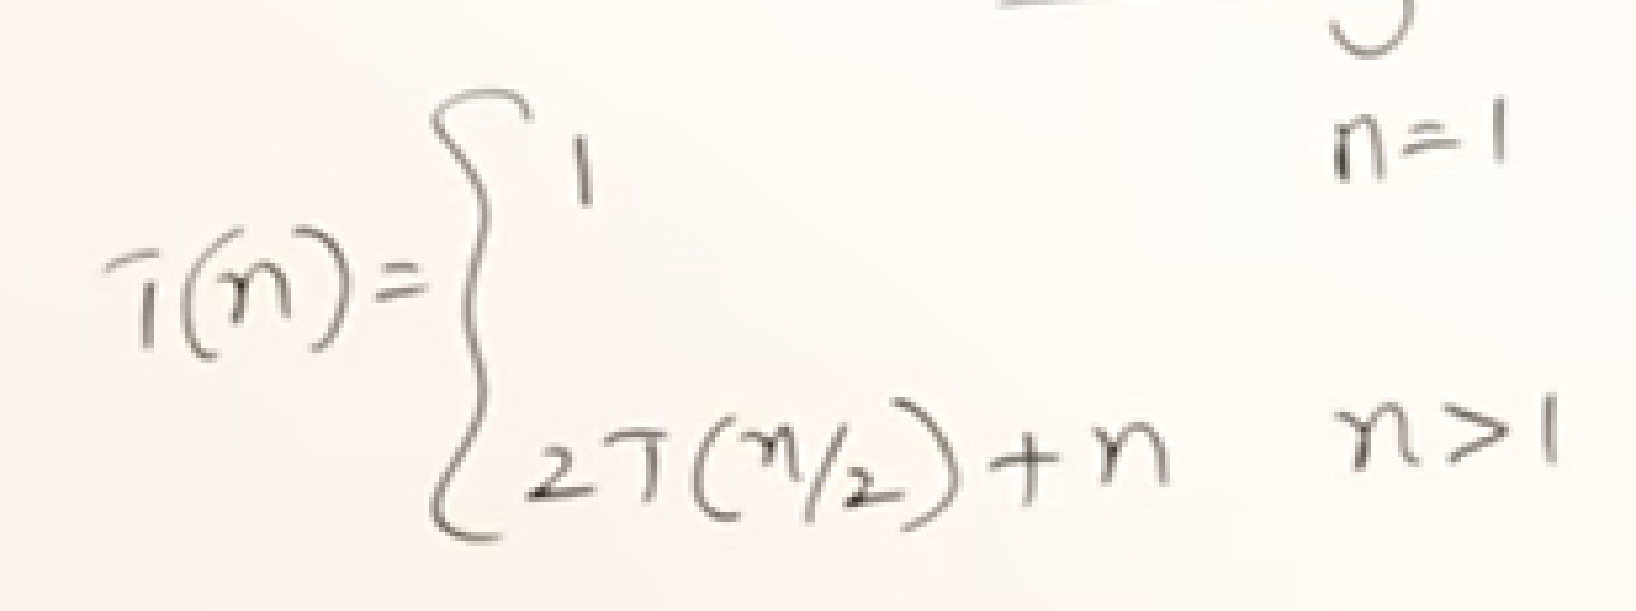 n=1
1
T(n)=
2T(n/2)+n n>1